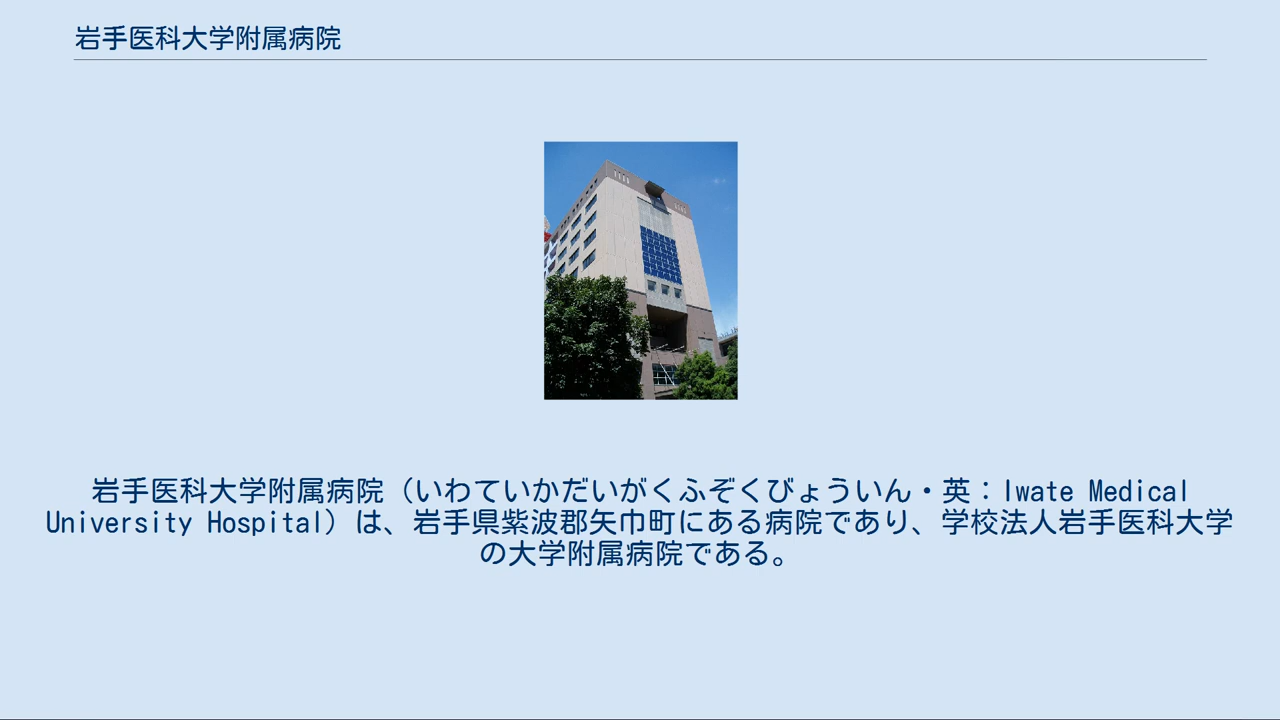 岩手医科大学附属病院
岩手医科大学附属病院（いわていかだいがくふぞくびょういん・英：Iwate Medical
University Hospital）は、岩手県紫波郡矢巾町にある病院であり、学校法人岩手医科大学
の大学附属病院である。